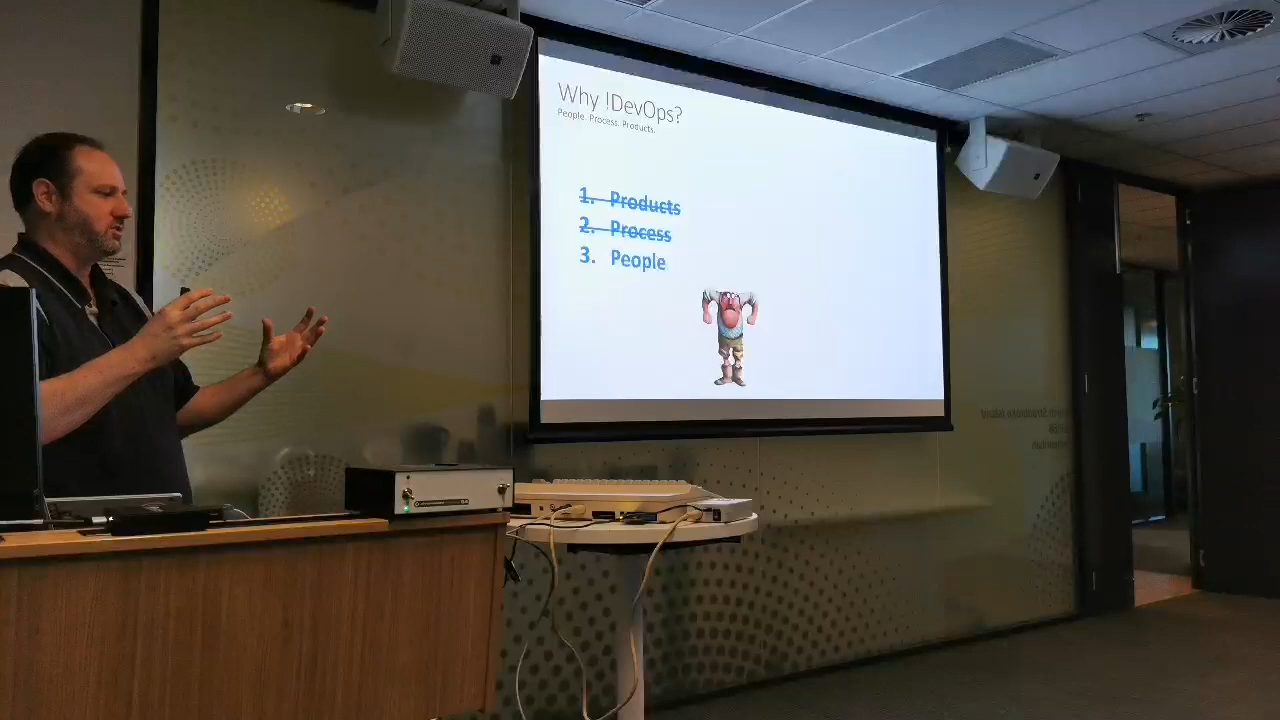 Why !DevOps?
People. Process. Products.
1. Products
2. Process
3. People